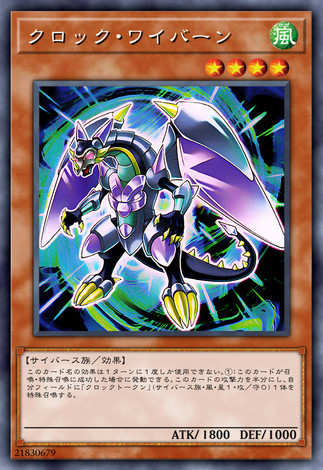 クロック・ワイバーン
風
【サイバース族／効果】
このカード名の効果は1ターンに1度しか使用できない。①：このカードが召
喚・特殊召喚に成功した場合に発動できる。このカードの攻撃力を半分にし、自
分フィールドに「クロックトークン」(サイバース族・風・星1・攻／守0)1体を
特殊召喚する。
ATK/ 1800 DEF/ 1000
21830679